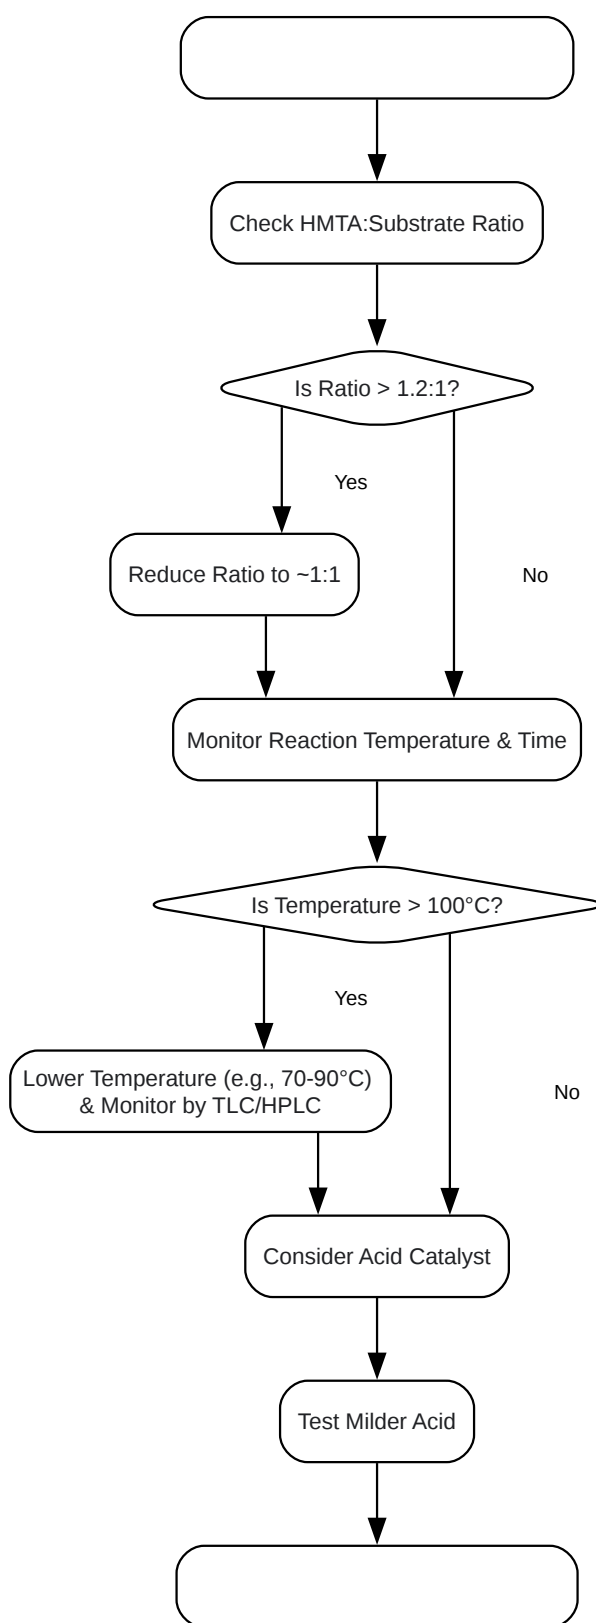 Check HMTA:Substrate Ratio
Is Ratio > 1.2:1?
Yes
Reduce Ratio to ~1:1
No
Monitor Reaction Temperature & Time
Is Temperature > 100°C?
Yes
Lower Temperature (e.g., 70-90°C)
& Monitor by TLC/HPLC
No
Consider Acid Catalyst
Test Milder Acid